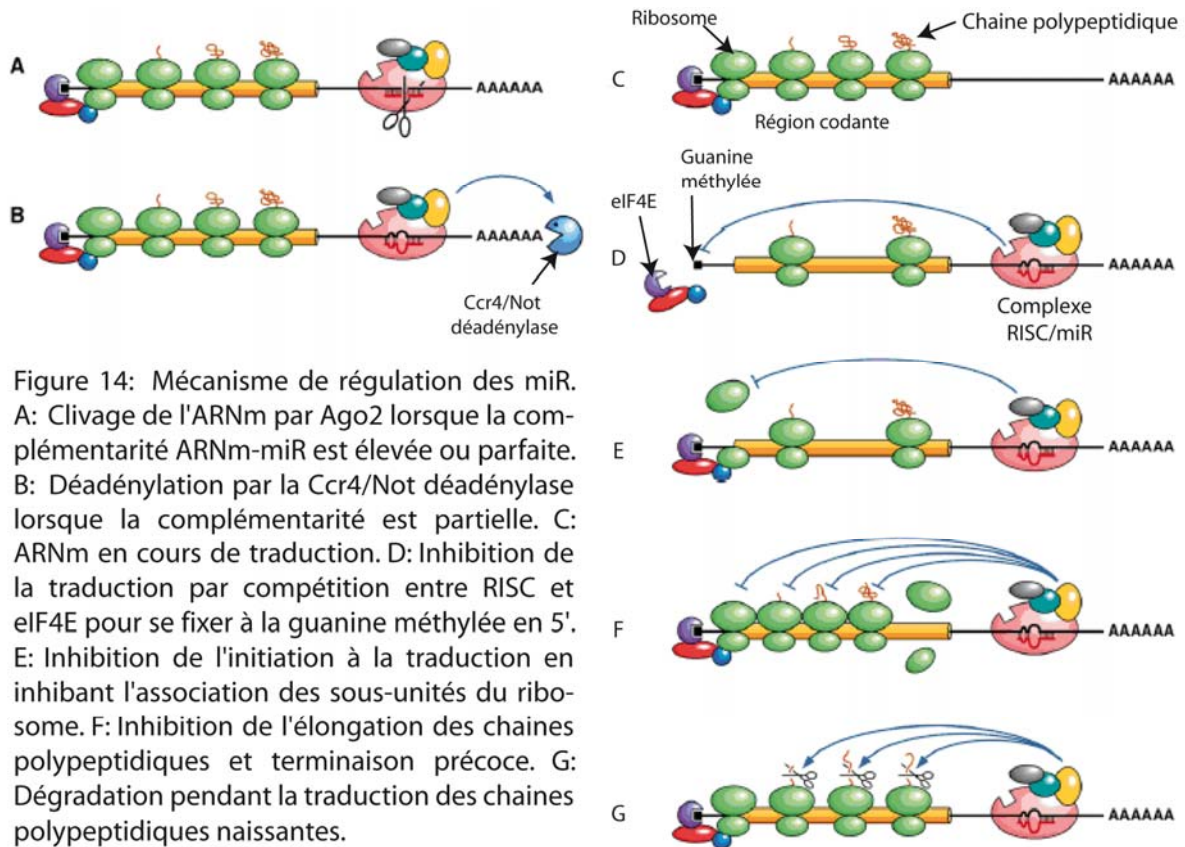 A
AAAAAA
B
AAAAAA
Ccr4/Not
déadénylase
Ribosome
Chaine polypeptidique
C
AAAAAA
Région codante
Guanine
méthylée
eIF4E
D
AAAAAA
Complexe
RISC/miR
E
AAAAAA
F
AAAAAA
G
AAAAAA
Figure 14: Mécanisme de régulation des miR.
A: Clivage de l'ARNm par Ago2 lorsque la com-
plémentarité ARNm-miR est élevée ou parfaite.
B: Déadénylation par la Ccr4/Not déadénylase
lorsque la complémentarité est partielle. C:
ARNm en cours de traduction. D: Inhibition de
la traduction par compétition entre RISC et
eIF4E pour se fixer à la guanine méthylée en 5'.
E: Inhibition de l'initiation à la traduction en
inhibant l'association des sous-unités du ribo-
some. F: Inhibition de l'élongation des chaines
polypeptidiques et terminaison précoce. G:
Dégradation pendant la traduction des chaines
polypeptidiques naissantes.